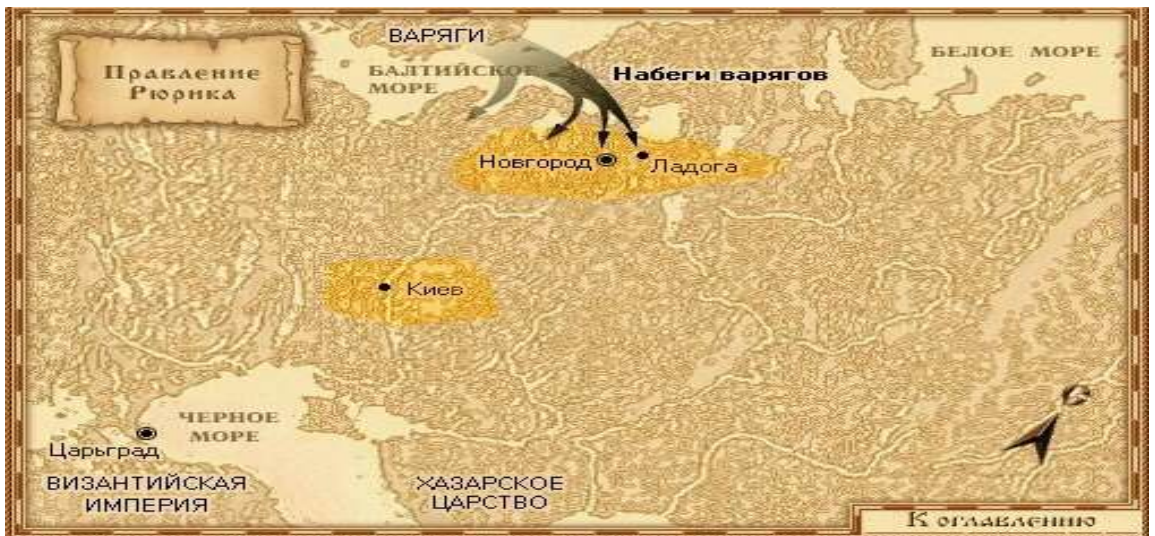 ВАРЯГИ
Правление
Рюрика
БАЛТИЙСКОЕ
МОРЕ
Набеги варягов
БЕЛОЕ МОРЕ
Новгород
Ладога
Киев
ЧЕРНОЕ
МОРЕ
Царьград
ВИЗАНТИЙСКАЯ
ИМПЕРИЯ
ХАЗАРСКОЕ
ЦАРСТВО
С
К оглавлению